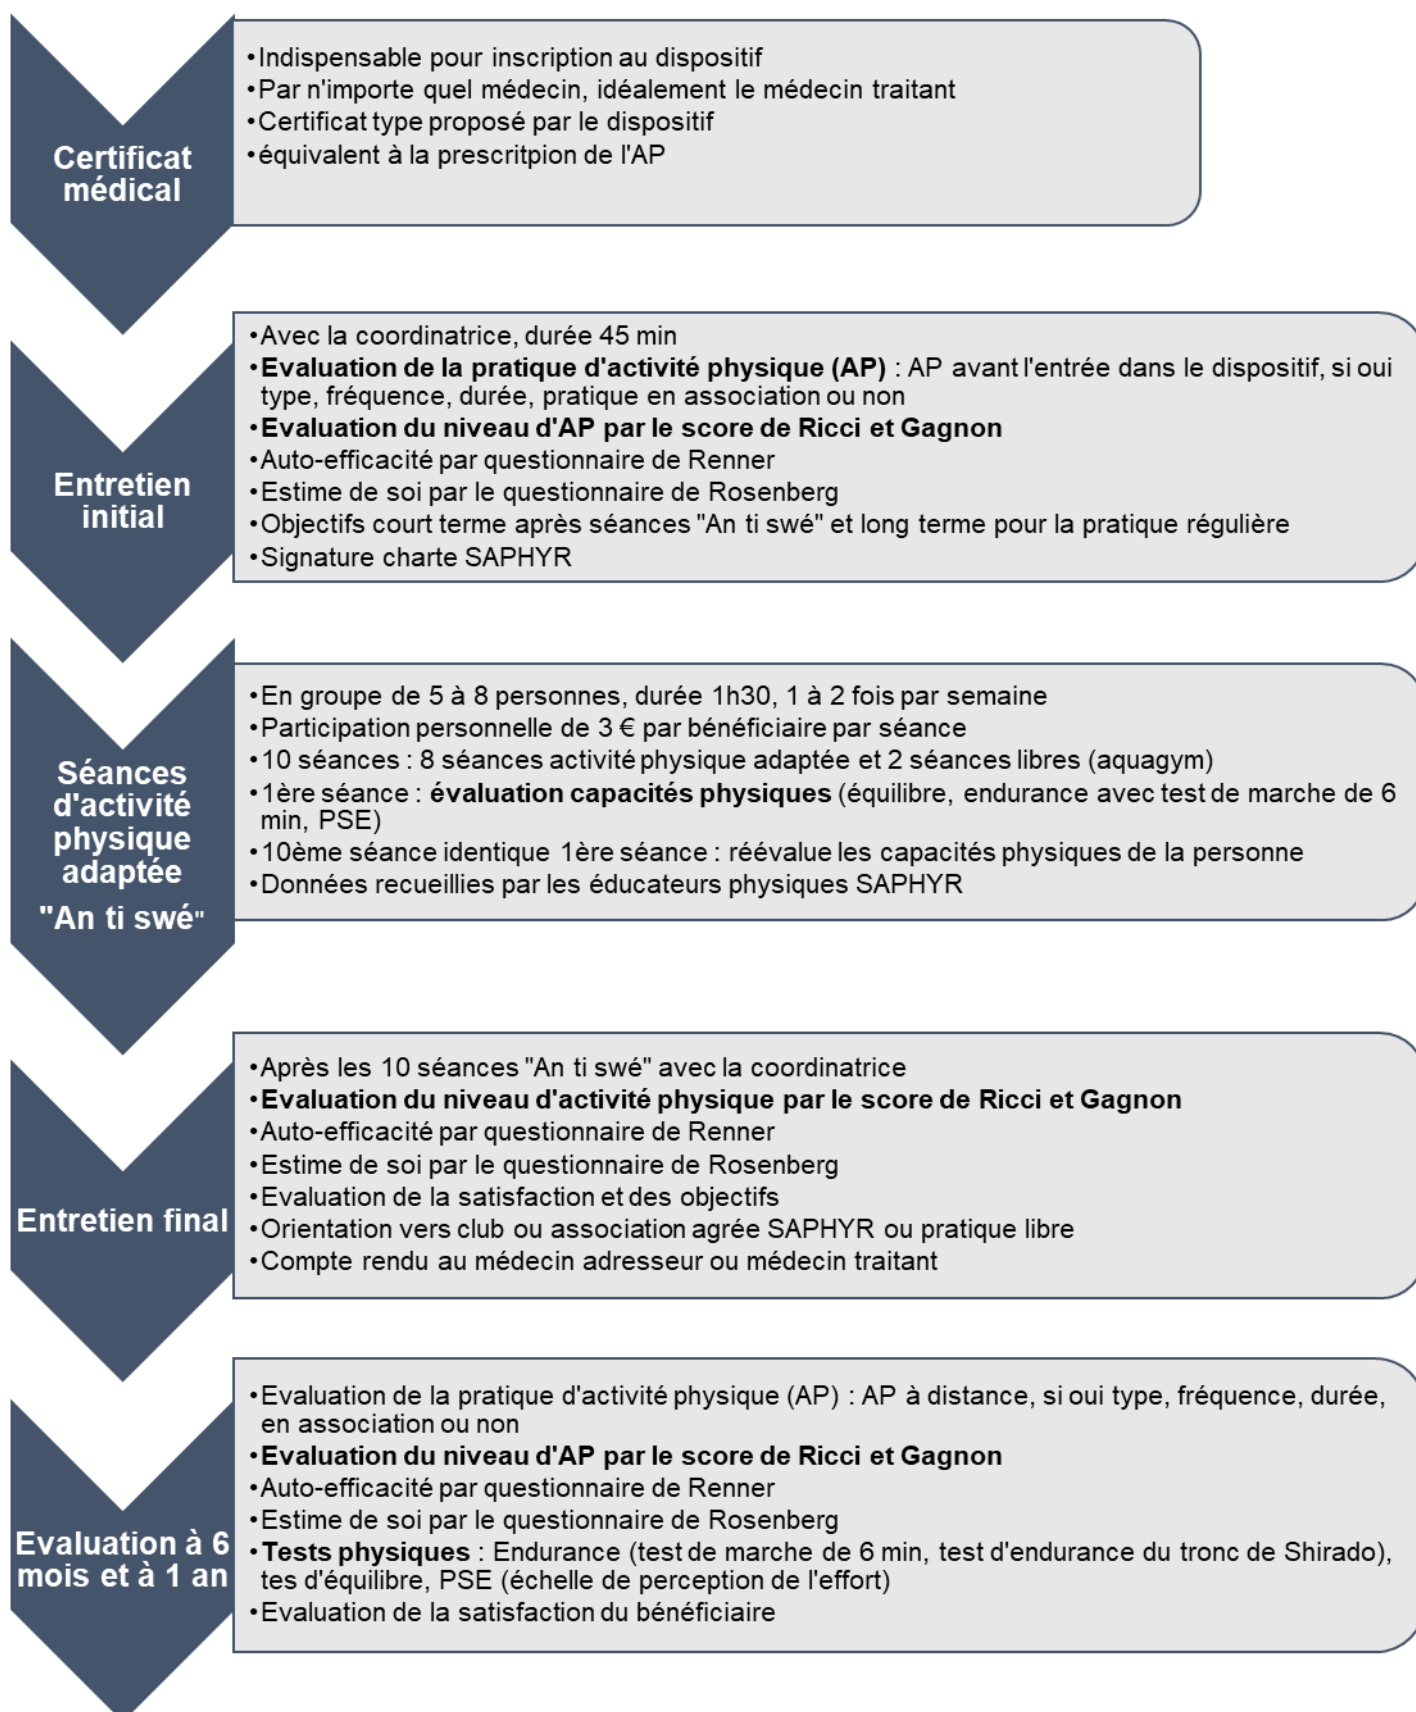 Certificat
médical
•Indispensable pour inscription au dispositif
•Par n'importe quel médecin, idéalement le médecin traitant
•Certificat type proposé par le dispositif
•équivalent à la prescritpion de l'AP
Entretien
initial
•Avec la coordinatrice, durée 45 min
•Evaluation de la pratique d'activité physique (AP) : AP avant l'entrée dans le dispositif, si oui
type, fréquence, durée, pratique en association ou non
•Evaluation du niveau d'AP par le score de Ricci et Gagnon
•Auto-efficacité par questionnaire de Renner
•Estime de soi par le questionnaire de Rosenberg
•Objectifs court terme après séances "An ti swé" et long terme pour la pratique régulière
•Signature charte SAPHYR
Séances
d'activité
physique
adaptée
"An ti swé"
•En groupe de 5 à 8 personnes, durée 1h30, 1 à 2 fois par semaine
•Participation personnelle de 3 € par bénéficiaire par séance
•10 séances : 8 séances activité physique adaptée et 2 séances libres (aquagym)
•1ère séance : évaluation capacités physiques (équilibre, endurance avec test de marche de 6
min, PSE)
•10ème séance identique 1ère séance : réévalue les capacités physiques de la personne
•Données recueillies par les éducateurs physiques SAPHYR
Entretien final
•Après les 10 séances "An ti swé" avec la coordinatrice
•Evaluation du niveau d'activité physique par le score de Ricci et Gagnon
•Auto-efficacité par questionnaire de Renner
•Estime de soi par le questionnaire de Rosenberg
•Evaluation de la satisfaction et des objectifs
•Orientation vers club ou association agrée SAPHYR ou pratique libre
•Compte rendu au médecin adresseur ou médecin traitant
Evaluation à 6
mois et à 1 an
•Evaluation de la pratique d'activité physique (AP) : AP à distance, si oui type, fréquence, durée,
en association ou non
•Evaluation du niveau d'AP par le score de Ricci et Gagnon
•Auto-efficacité par questionnaire de Renner
•Estime de soi par le questionnaire de Rosenberg
•Tests physiques : Endurance (test de marche de 6 min, test d'endurance du tronc de Shirado),
tes d'équilibre, PSE (échelle de perception de l'effort)
•Evaluation de la satisfaction du bénéficiaire